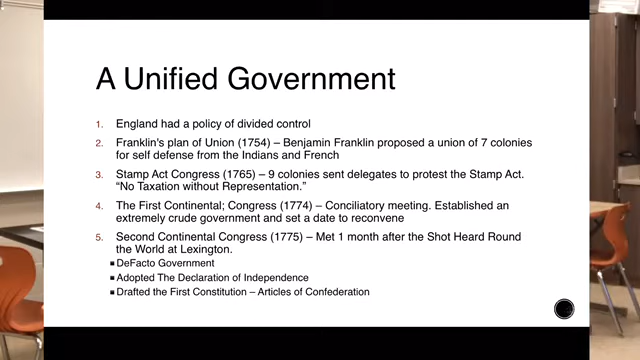 A Unified Government
1. England had a policy of divided control
2. Franklin's plan of Union (1754) – Benjamin Franklin proposed a union of 7 colonies
for self defense from the Indians and French
3. Stamp Act Congress (1765) – 9 colonies sent delegates to protest the Stamp Act.
“No Taxation without Representation.”
4. The First Continental; Congress (1774) – Conciliatory meeting. Established an
extremely crude government and set a date to reconvene
5. Second Continental Congress (1775) – Met 1 month after the Shot Heard Round
the World at Lexington.
■ DeFacto Government
■ Adopted The Declaration of Independence
■ Drafted the First Constitution – Articles of Confederation